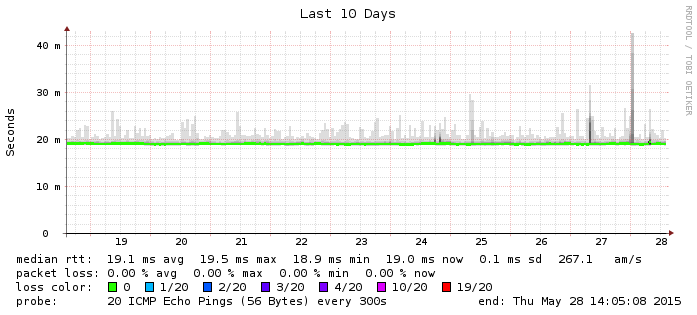 Last 10 Days
RRDTOOL / TOBI OETIKER
Seconds
40 m
30 m
20 m
10 m
0
19 20 21 22 23 24 25 26 27 28
median rtt: 19.1 ms avg 19.5 ms max 18.9 ms min 19.0 ms now 0.1 ms sd 267.1 am/s
packet loss: 0.00 % avg 0.00 % max 0.00 % min 0.00 % now
loss color: 0 1/20 2/20 3/20 4/20 10/20 19/20
probe: 20 ICMP Echo Pings (56 Bytes) every 300s end: Thu May 28 14:05:08 2015